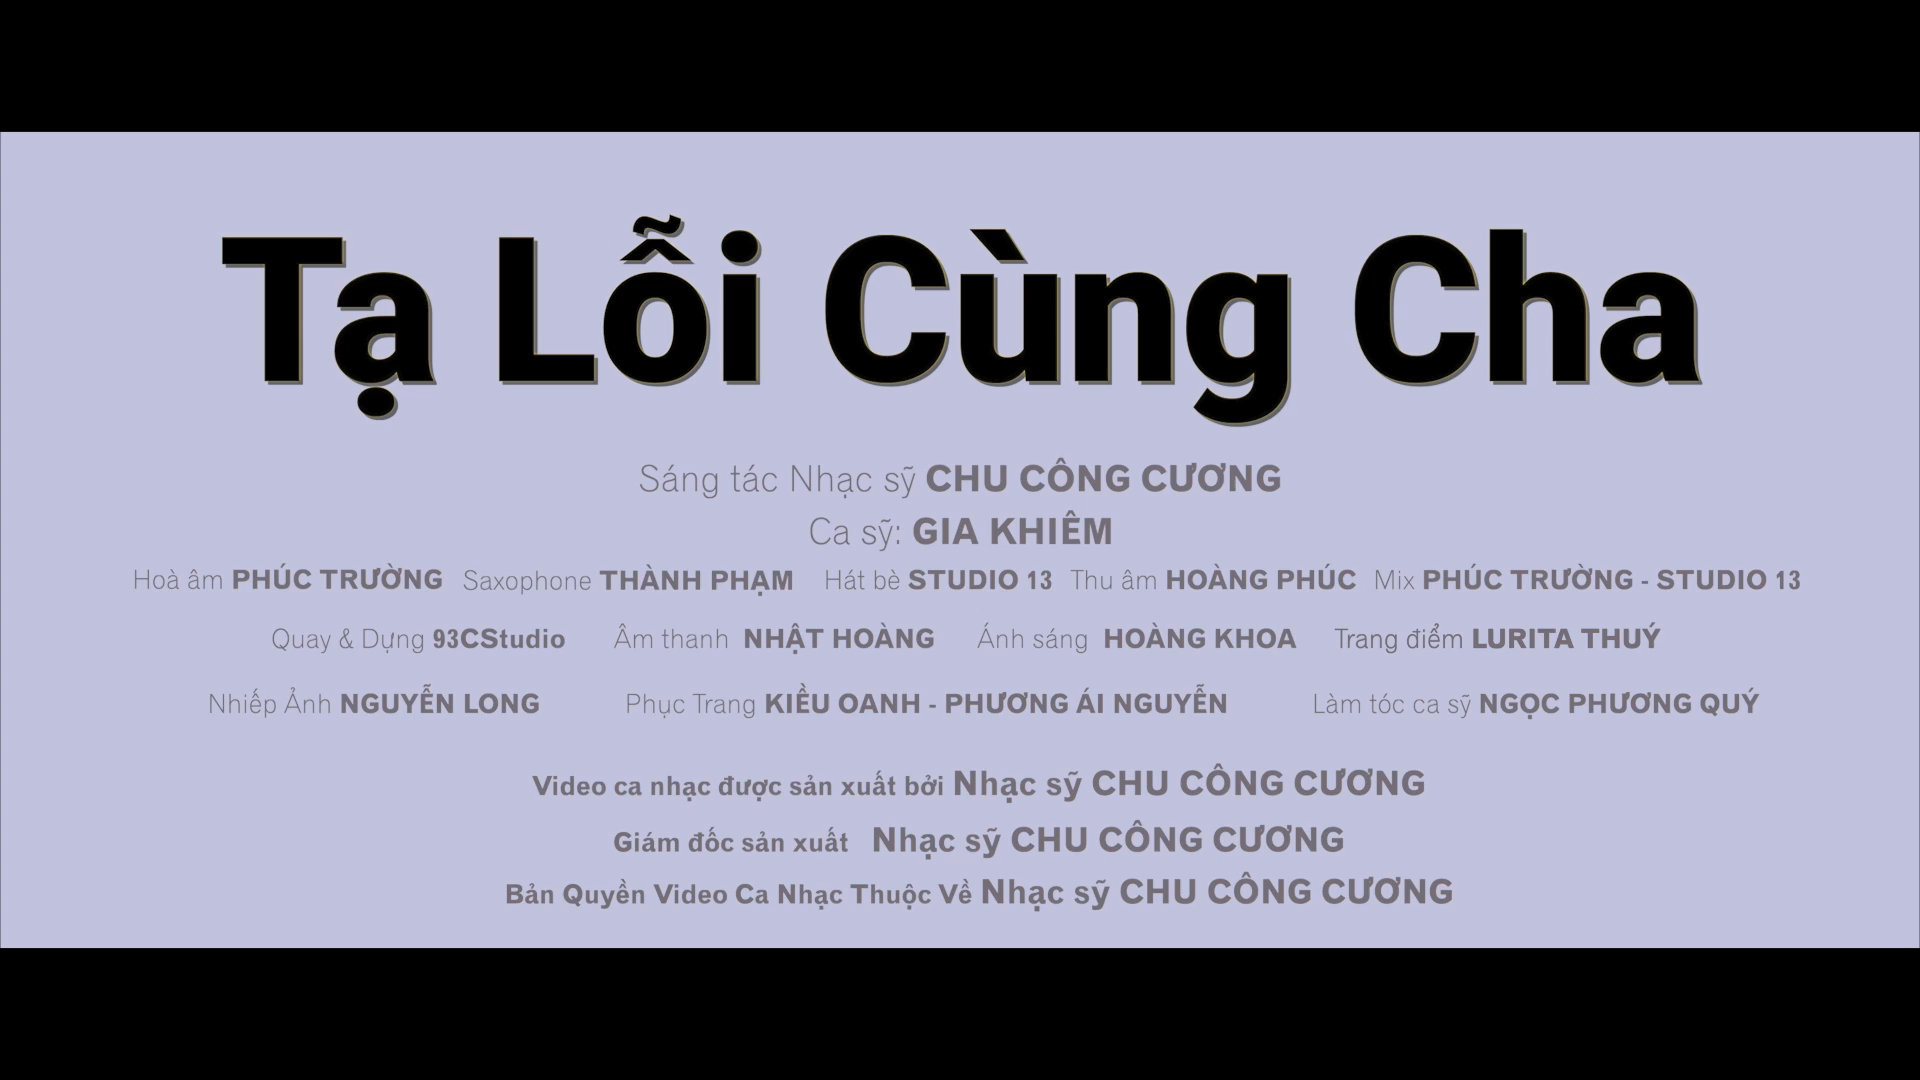 Tạ Lỗi Cùng Cha
Sáng tác Nhạc sỹ CHU CÔNG CƯƠNG
Ca sỹ: GIA KHIÊM
Hoà âm PHÚC TRƯỜNG Saxophone THÀNH PHẠM Hát bè STUDIO 13 Thu âm HOÀNG PHÚC Mix PHÚC TRƯỜNG - STUDIO 13
Quay & Dựng 93CStudio Âm thanh NHẬT HOÀNG Ánh sáng HOÀNG KHOA Trang điểm LURITA THUÝ
Nhiếp Ảnh NGUYỄN LONG Phục Trang KIỀU OANH - PHƯƠNG ÁI NGUYỄN Làm tóc ca sỹ NGỌC PHƯƠNG QUÝ
Video ca nhạc được sản xuất bởi Nhạc sỹ CHU CÔNG CƯƠNG
Giám đốc sản xuất Nhạc sỹ CHU CÔNG CƯƠNG
Bản Quyền Video Ca Nhạc Thuộc Về Nhạc sỹ CHU CÔNG CƯƠNG